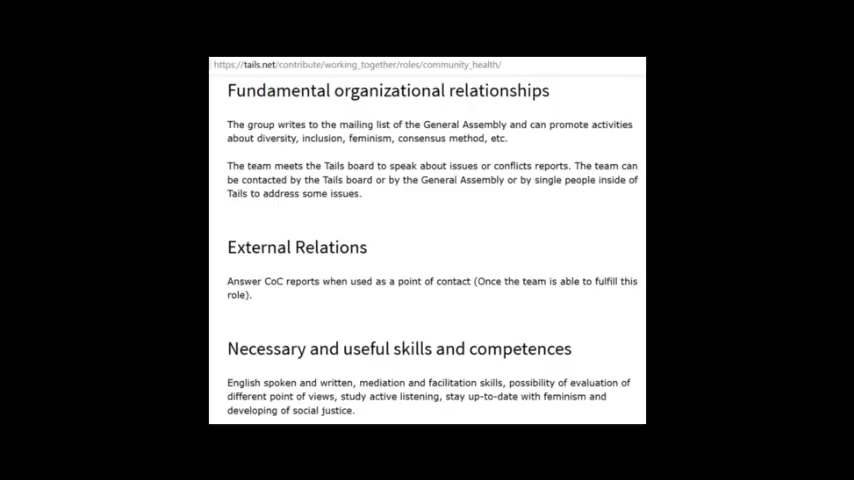 https://tails.net/contribute/working_together/roles/community_health/
Fundamental organizational relationships
The group writes to the mailing list of the General Assembly and can promote activities
about diversity, inclusion, feminism, consensus method, etc.
The team meets the Tails board to speak about issues or conflicts reports. The team can
be contacted by the Tails board or by the General Assembly or by single people inside of
Tails to address some issues.
External Relations
Answer CoC reports when used as a point of contact (Once the team is able to fulfill this
role).
Necessary and useful skills and competences
English spoken and written, mediation and facilitation skills, possibility of evaluation of
different point of views, study active listening, stay up-to-date with feminism and
developing of social justice.